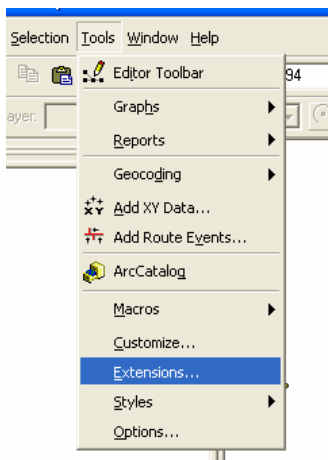 Selection Tools Window Help
Editor Toolbar
94
Graphs
ayer:
Reports
Geocoding
Add XY Data...
Add Route Events...
ArcCatalog
Macros
Customize...
Extensions...
Styles
Options...